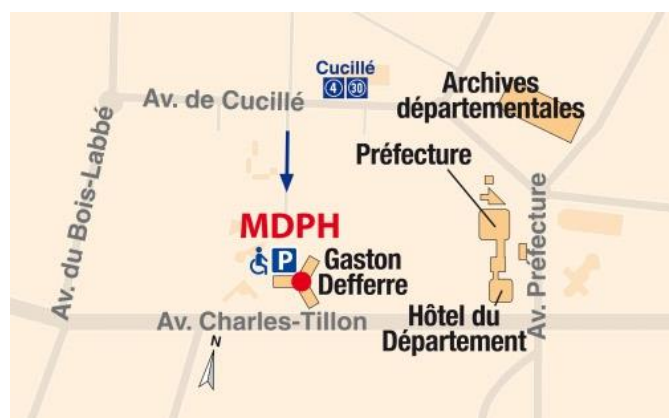 Cucillé
4 30
Av. de Cucillé
Archives
départementales
Préfecture
Av. du Bois-Labbé
MDPH
P
Gaston
Defferre
Av. Préfecture
Hôtel du
Département
Av. Charles-Tillon
N